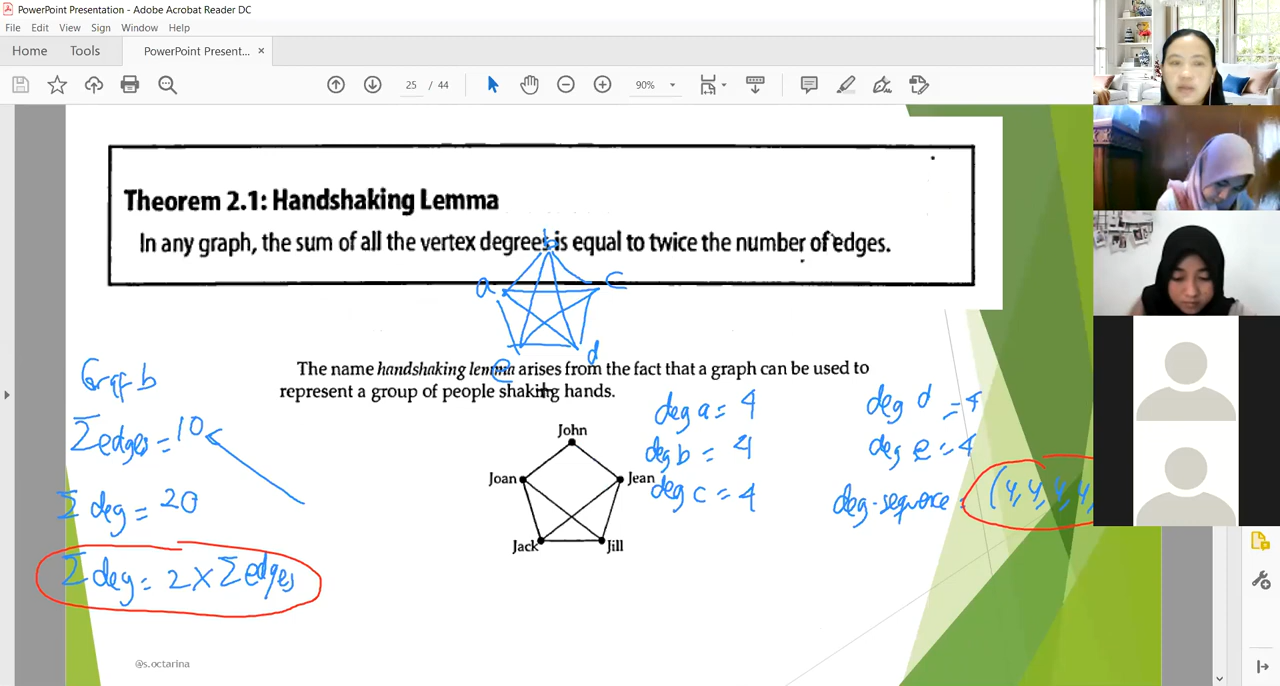 PowerPoint Presentation - Adobe Acrobat Reader DC
File Edit View Sign Window Help
Home Tools PowerPoint Present... ×
25 / 44 90%
Theorem 2.1: Handshaking Lemma
In any graph, the sum of all the vertex degrees is equal to twice the number of edges.
b
a
c
e
d
The name handshaking lemma arises from the fact that a graph can be used to
represent a group of people shaking hands.
Graf b
Σ edges = 10
Σ deg = 20
Σ deg = 2 × Σ edges
John
Joan
Jean
Jack
Jill
deg a = 4
deg b = 4
deg c = 4
deg d = 4
deg e = 4
deg-sequence = (4, 4, 4, 4,
@s.octarina